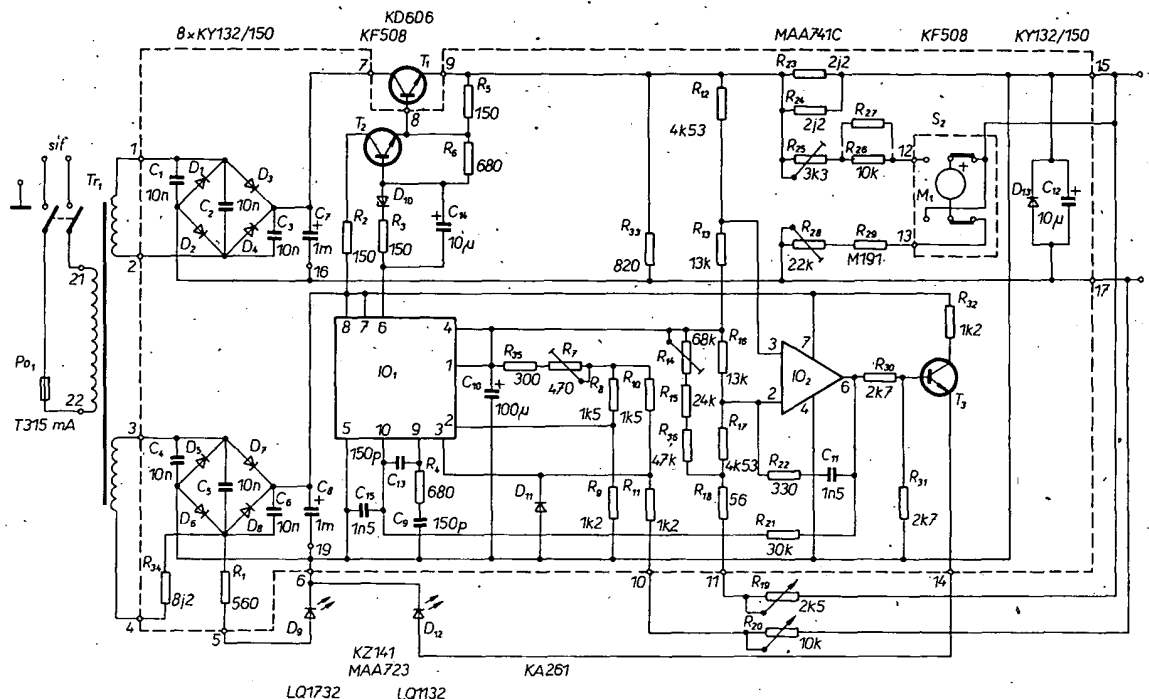 KD606
8×KY132/150 KF508 MAA741C KF508 KY132/150
7 T₁ 9 R₂₃ 2j2 15
R₅ R₁₂
8 150 R₂₄ R₂₇ S₂
T₂ 4k53 2j2
síť R₂₅ R₂₆ 12
1 R₆ 3k3 10k +
Tr₁ C₁ D₁ D₃ 680 M₁ D₁₃ C₁₂ +
10n C₂ D₁₀ + C₁₄ 10μ
10n C₃ C₇ + R₂ R₃ R₃₃ R₁₃ R₂₈ R₂₉ 13
D₂ D₄ 10n 1m 150 150 10μ 820 13k 22k M191
2 16 17
21 R₃₂
8 7 6 4 68k R₁₆ 1k2
R₃₅ R₇ R₁₄ 3 7
Po₁ IO₁ 1 C₁₀ + 300 470 R₈ R₁₀ 13k IO₂ 6 R₃₀
22 100μ 1k5 1k5 R₁₅ 24k 2 4 2k7 T₃
T315 mA 5 10 9 3 2 R₃₆ R₁₇
3 150p 47k 4k53 R₂₂ C₁₁
C₄ D₅ D₇ C₁₃ R₄ 330 1n5
10n C₅ C₈ + C₁₅ 680 D₁₁ R₉ R₁₁ R₁₈ R₃₁
10n C₆ 1n5 C₉ 56 R₂₁ 2k7
D₆ D₈ 10n 1m 150p 1k2 1k2 30k
19
R₃₄ R₁ 6 10 11 14
8j2 560 R₁₉
2k5
4 5 D₉ D₁₂ R₂₀
10k
KZ141
MAA723 KA261
LQ1732 LQ1132